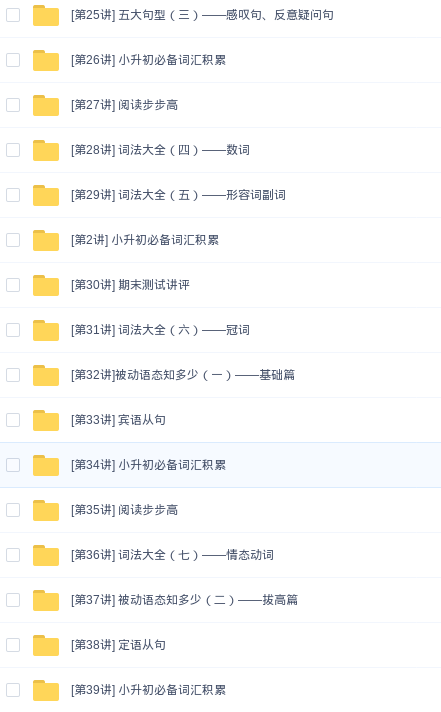 [第25讲] 五大句型（三）——感叹句、反意疑问句
[第26讲] 小升初必备词汇积累
[第27讲] 阅读步步高
[第28讲] 词法大全（四）——数词
[第29讲] 词法大全（五）——形容词副词
[第2讲] 小升初必备词汇积累
[第30讲] 期末测试讲评
[第31讲] 词法大全（六）——冠词
[第32讲]被动语态知多少（一）——基础篇
[第33讲] 宾语从句
[第34讲] 小升初必备词汇积累
[第35讲] 阅读步步高
[第36讲] 词法大全（七）——情态动词
[第37讲] 被动语态知多少（二）——拔高篇
[第38讲] 定语从句
[第39讲] 小升初必备词汇积累